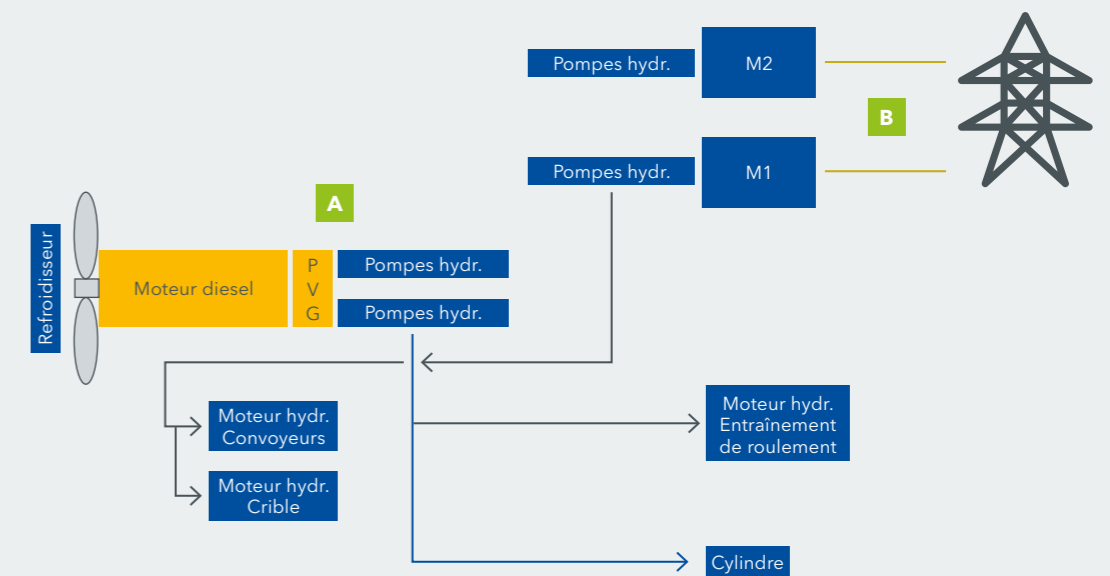 Pompes hydr.
M2
B
Pompes hydr.
M1
A
Refroidisseur
Moteur diesel
P
V
G
Pompes hydr.
Pompes hydr.
Moteur hydr.
Convoyeurs
Moteur hydr.
Crible
Moteur hydr.
Entraînement
de roulement
Cylindre